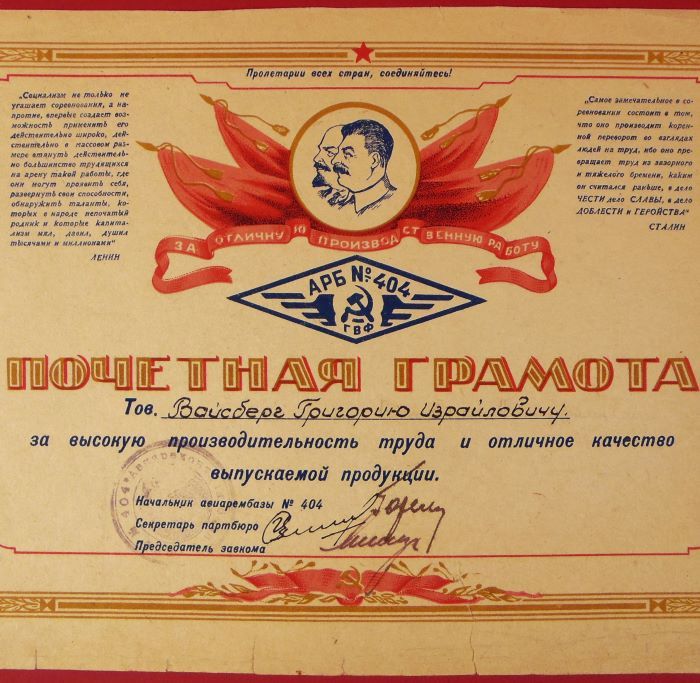 Пролетарии всех стран, соединяйтесь!
„Социализм не только не
угашает соревнования, а на-
против, впервые создает воз-
можность применить его
действительно широко, дей-
ствительно в массовом раз-
мере втянуть действитель-
но большинство трудящихся
на арену такой работы, где
они могут проявить себя,
развернуть свои способности,
обнаружить таланты, ко-
торых в народе непочатый
родник и которые капита-
лизм мял, давил, душил
тысячами и миллионами"
ЛЕНИН
„Самое замечательное в со-
ревновании состоит в том,
что оно производит корен-
ной переворот во взглядах
людей на труд, ибо оно пре-
вращает труд из зазорного
и тяжелого бремени, каким
он считался раньше, в дело
ЧЕСТИ дело СЛАВЫ, в дело
ДОБЛЕСТИ и ГЕРОЙСТВА"
СТАЛИН
ЗА ОТЛИЧНУЮ ПРОИЗВОДСТВЕННУЮ РАБОТУ
АРБ №404
ГВФ
ПОЧЕТНАЯ ГРАМОТА
Тов. Вайсберг Григорию Израйловичу.
за высокую производительность труда и отличное качество
выпускаемой продукции.
Начальник авиарембазы № 404
Секретарь партбюро
Председатель завкома
404